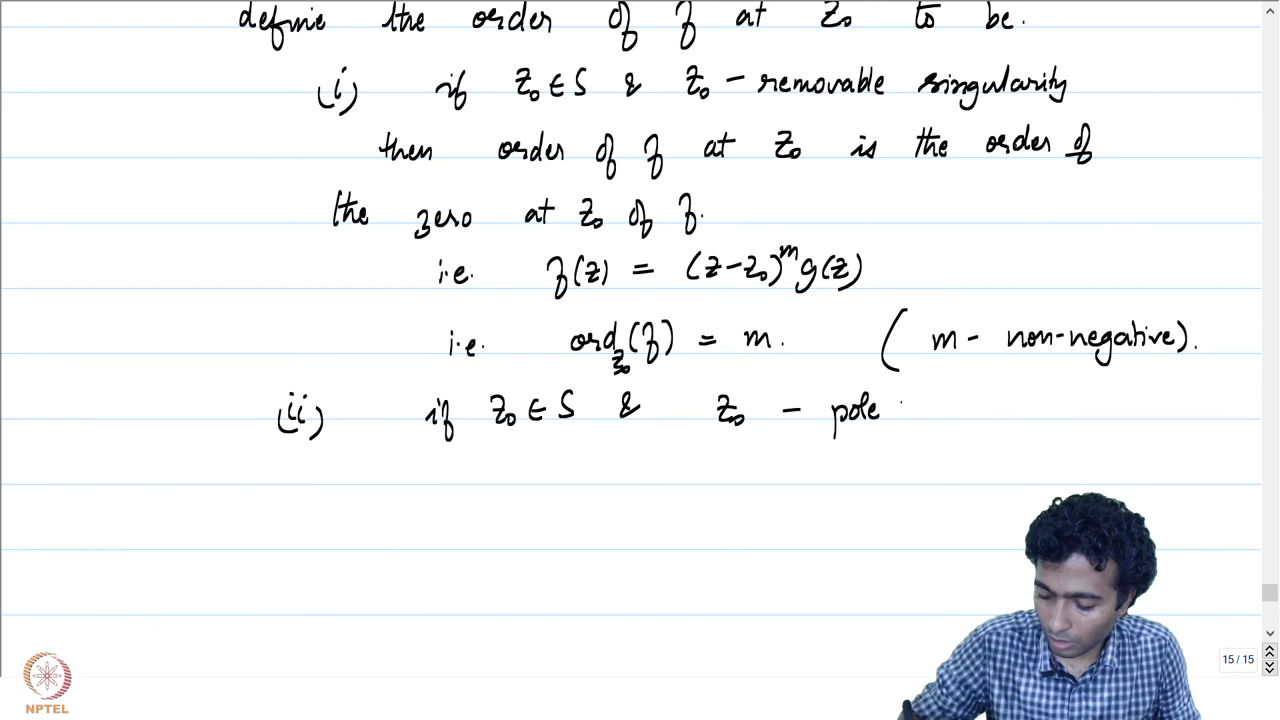 define the order of f at z₀ to be.
(i) if z₀ ∈ S & z₀ - removable singularity
then order of f at z₀ is the order of
the zero at z₀ of f.
i.e. f(z) = (z-z₀)^m g(z)
i.e. ord_z₀(f) = m. ( m - non-negative).
(ii) if z₀ ∈ S & z₀ - pole
15 / 15
NPTEL